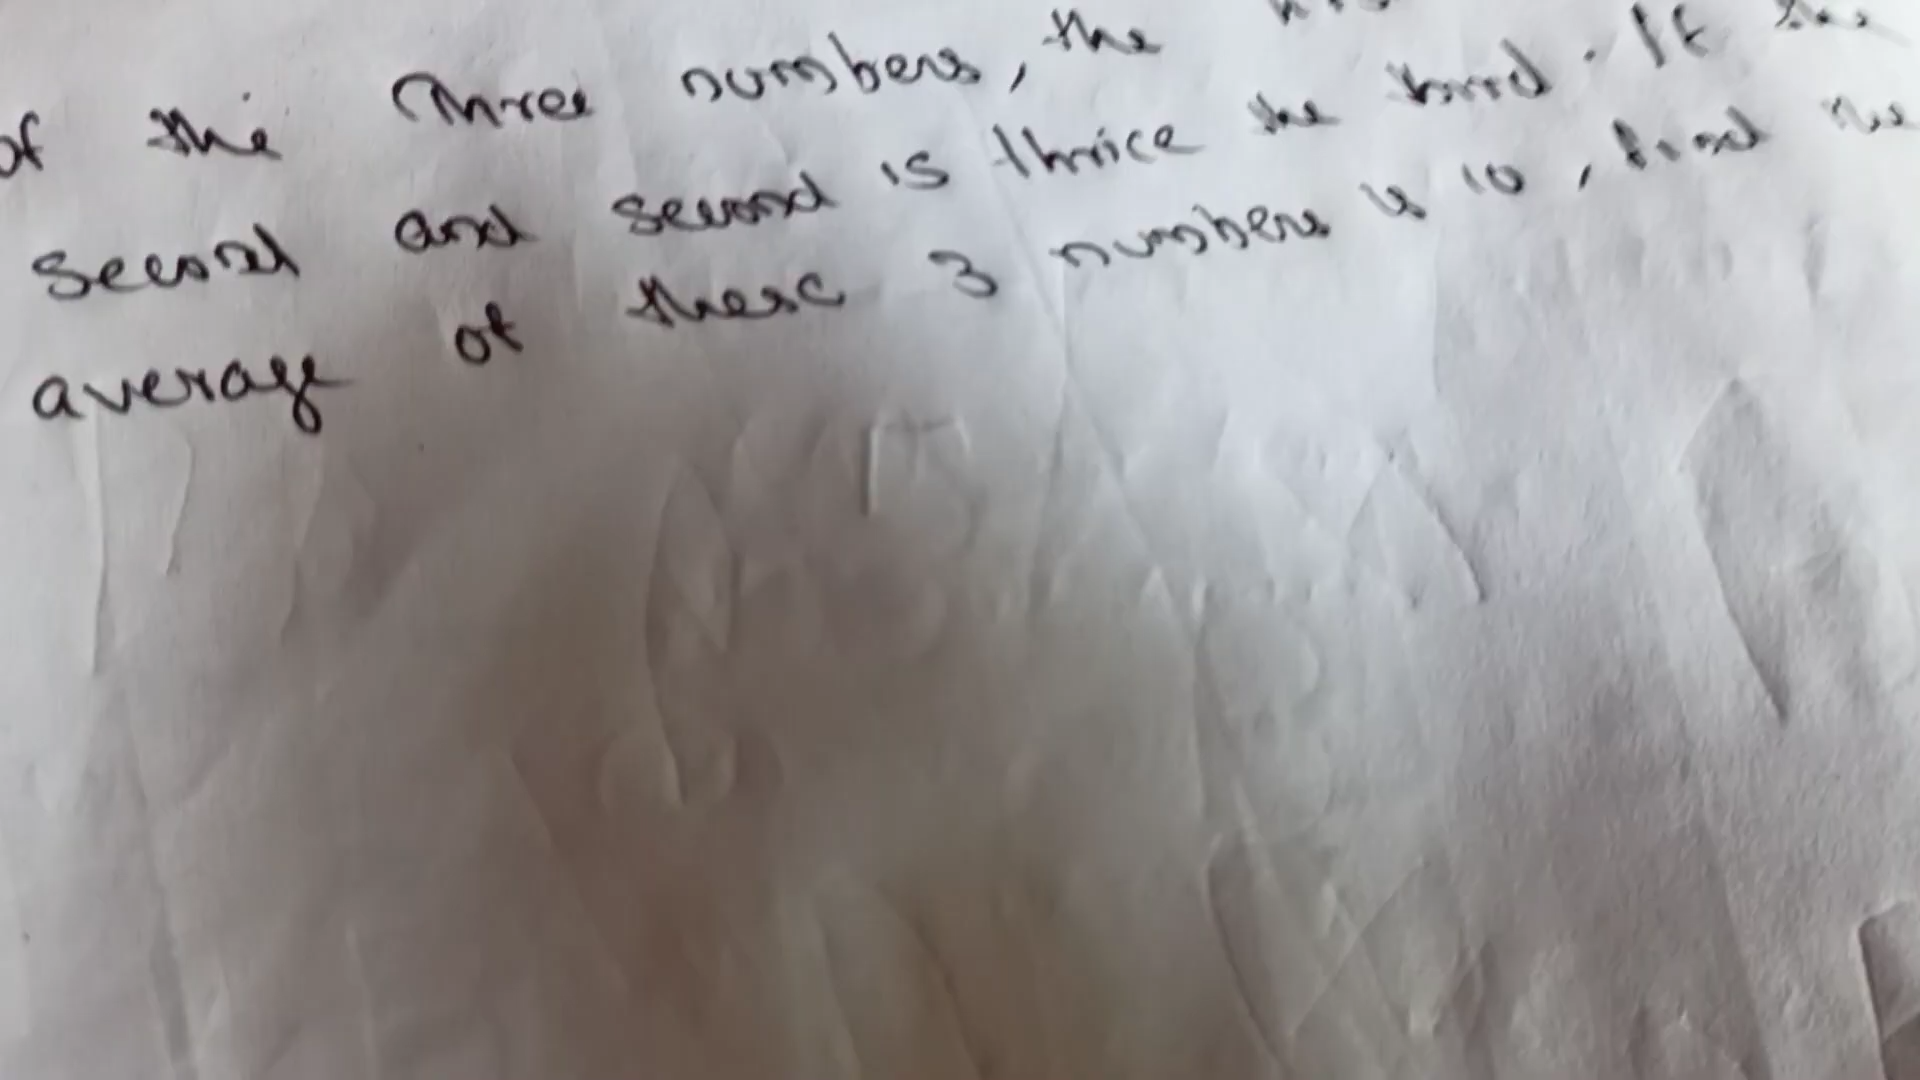 of the Three numbers, the
second and second is thrice the third. If the
average of these 3 numbers is 10, find the